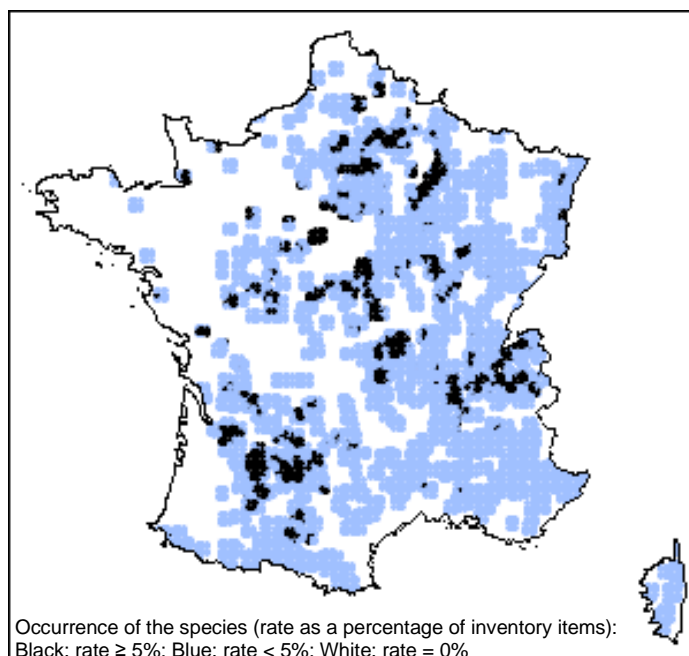 Occurrence of the species (rate as a percentage of inventory items):
Black: rate ≥ 5%; Blue: rate < 5%; White: rate = 0%